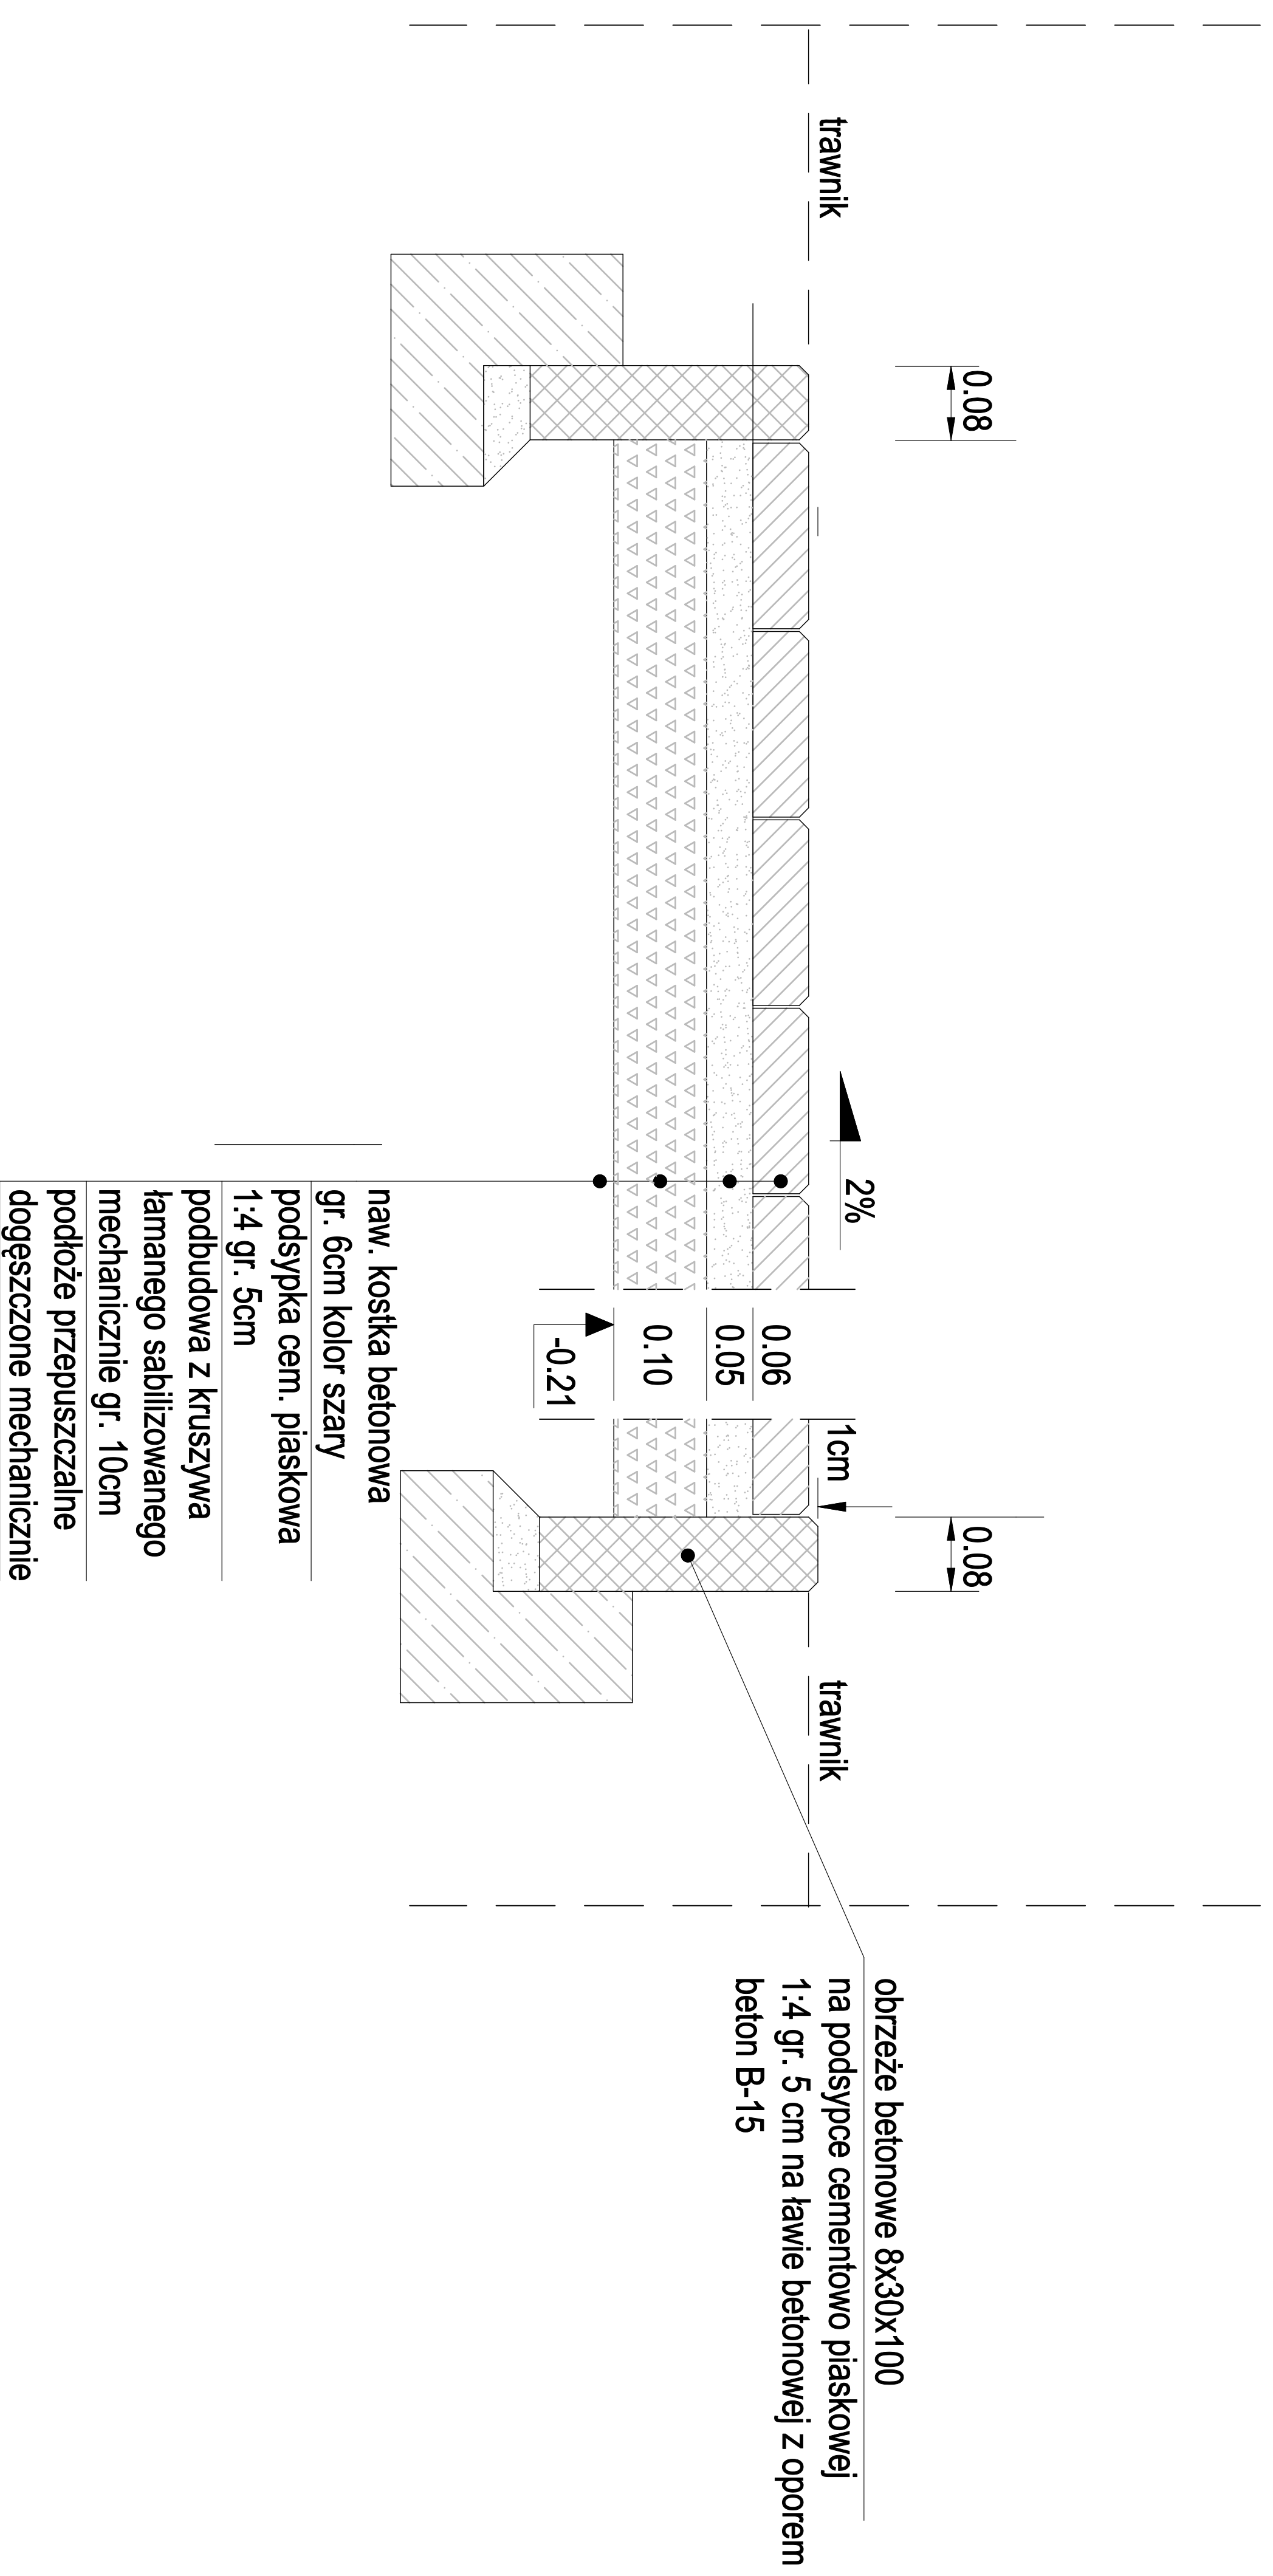 0.08
0.08
trawnik
2%
1cm
trawnik
0.06
0.05
0.10
-0.21
obrzeże betonowe 8x30x100
na podsypce cementowo piaskowej
1:4 gr. 5 cm na ławie betonowej z oporem
beton B-15
naw. kostka betonowa
gr. 6cm kolor szary
podsypka cem. piaskowa
1:4 gr. 5cm
podbudowa z kruszywa
łamanego sabilizowanego
mechanicznie gr. 10cm
podłoże przepuszczalne
dogęszczone mechanicznie